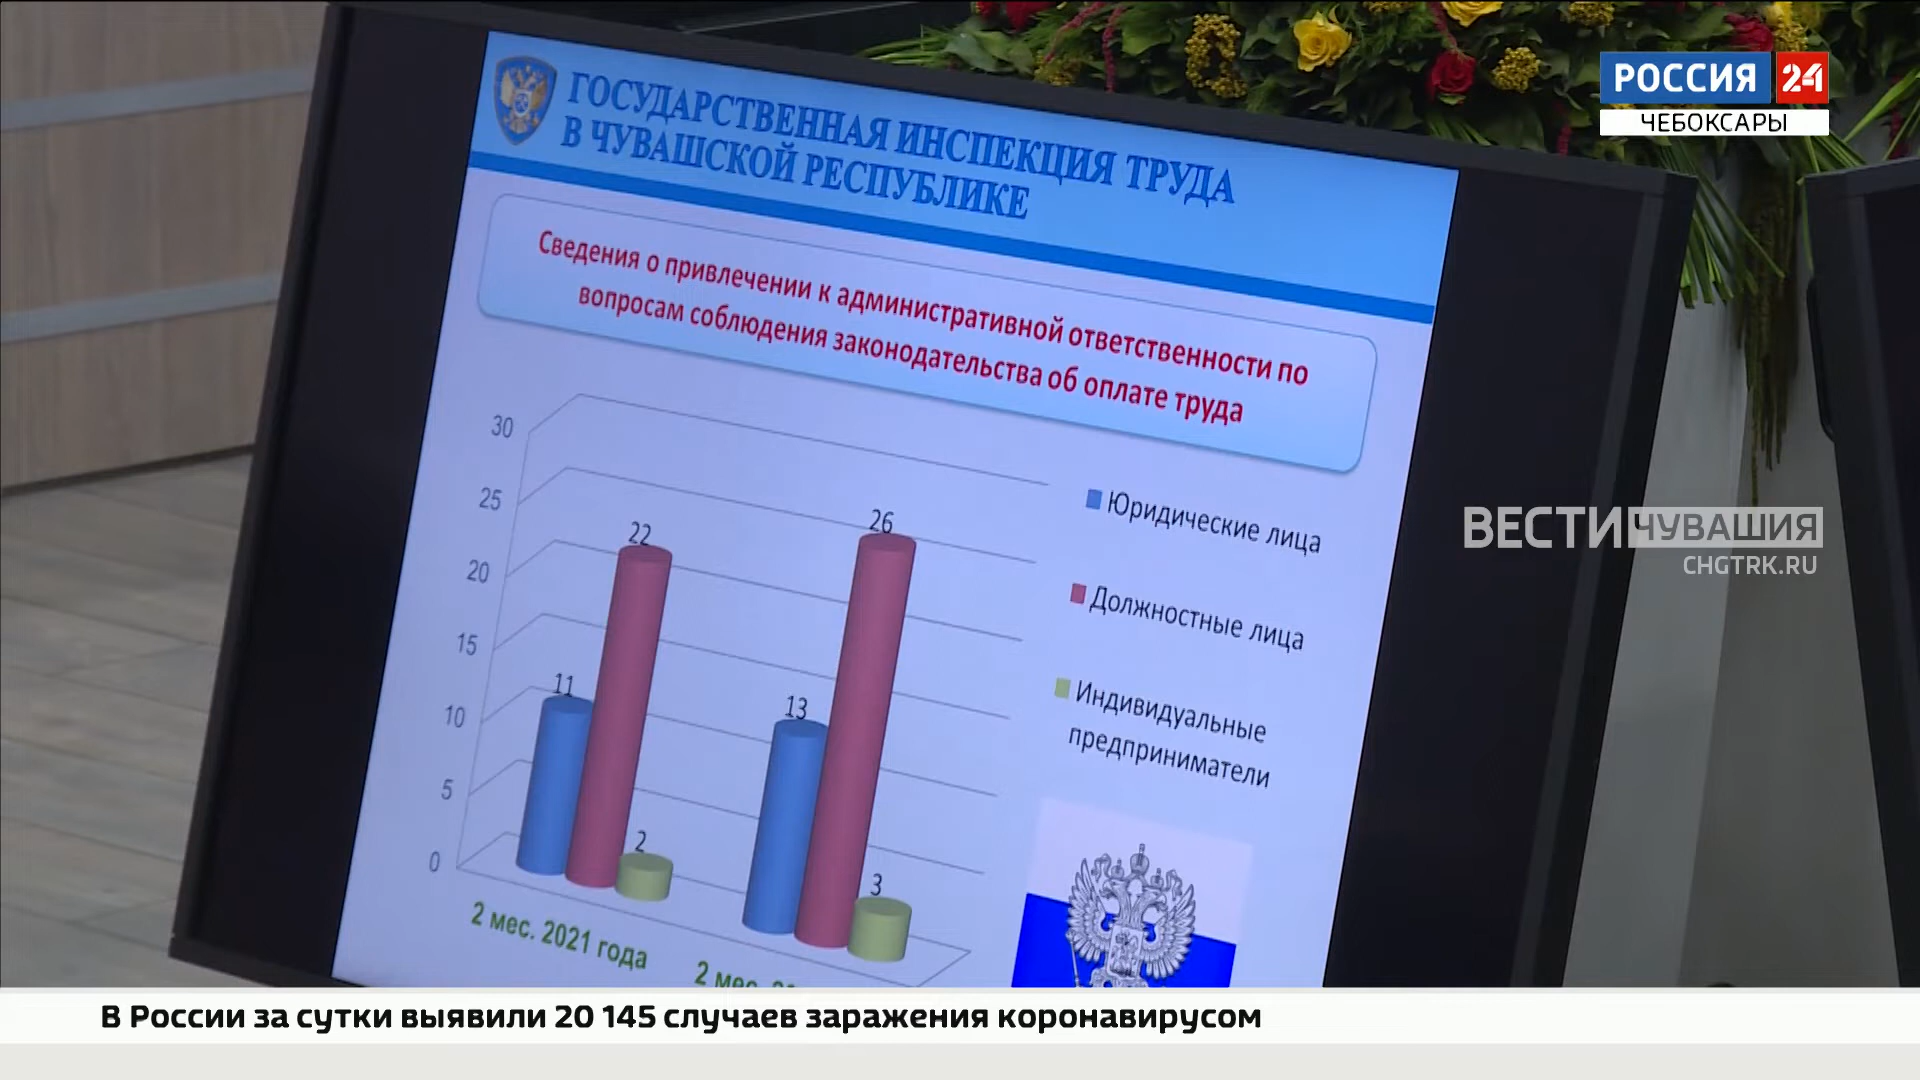 ГОСУДАРСТВЕННАЯ ИНСПЕКЦИЯ ТРУДА
В ЧУВАШСКОЙ РЕСПУБЛИКЕ
РОССИЯ 24
ЧЕБОКСАРЫ
Сведения о привлечении к административной ответственности по
вопросам соблюдения законодательства об оплате труда
30
25
20
15
10
5
0
11
22
2
13
26
3
2 мес. 2021 года
2 мес.
Юридические лица
Должностные лица
Индивидуальные
предприниматели
ВЕСТИ ЧУВАШИЯ
CHGTRK.RU
В России за сутки выявили 20 145 случаев заражения коронавирусом